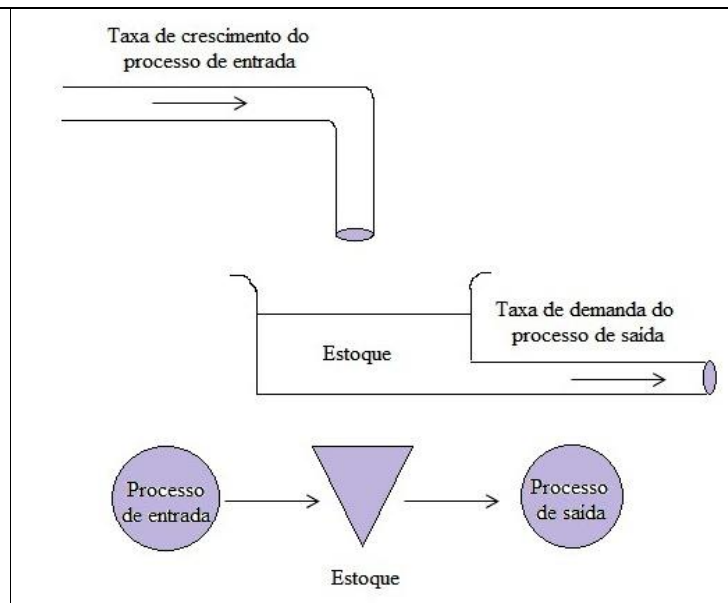 Taxa de crescimento do
processo de entrada
Taxa de demanda do
processo de saída
Estoque
Processo
de entrada
Processo
de saída
Estoque